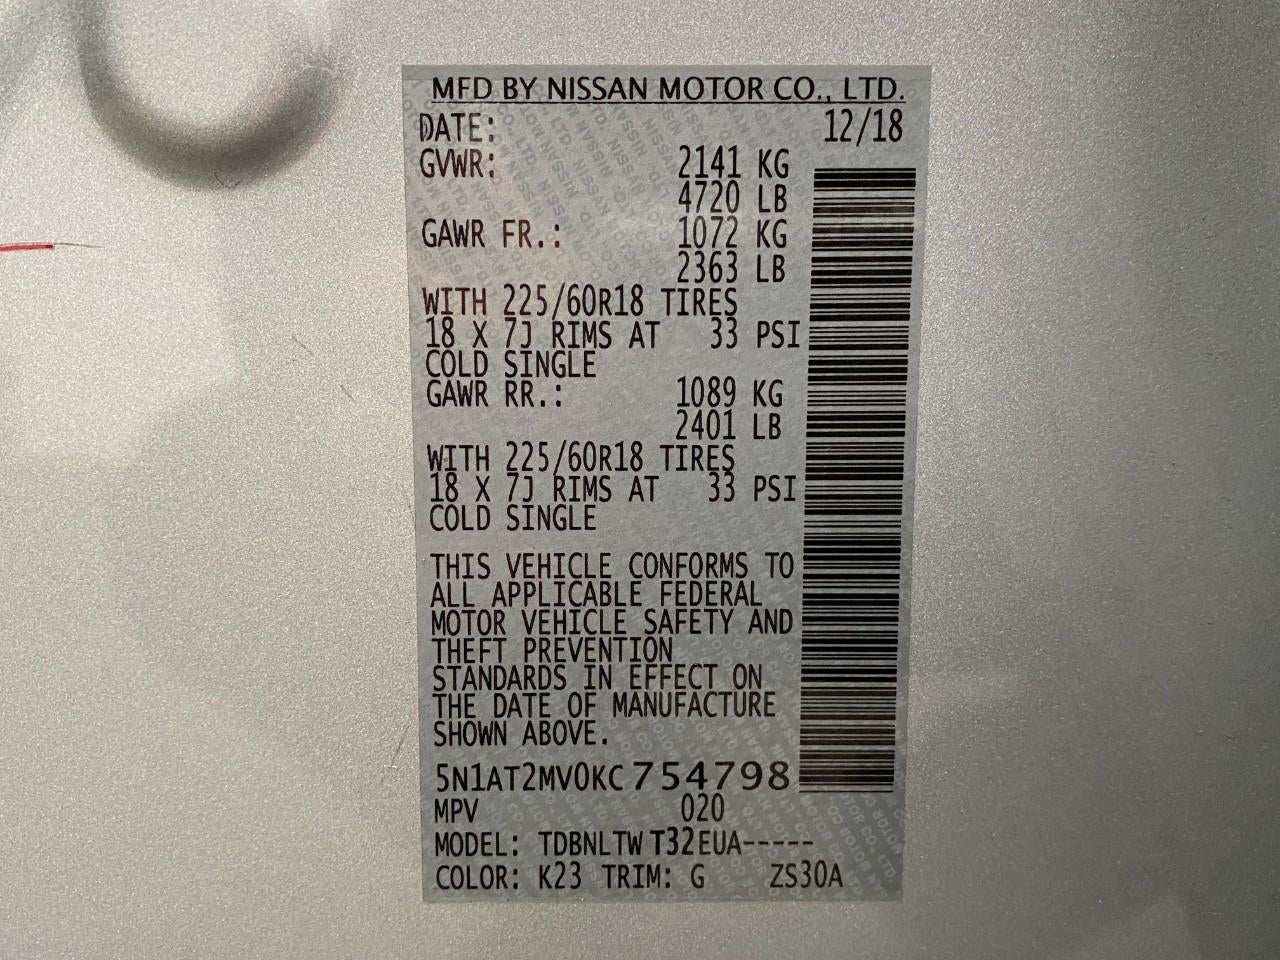 MFD BY NISSAN MOTOR CO., LTD.
DATE: 12/18
GVWR: 2141 KG
4720 LB
GAWR FR.: 1072 KG
2363 LB
WITH 225/60R18 TIRES
18 X 7J RIMS AT 33 PSI
COLD SINGLE
GAWR RR.: 1089 KG
2401 LB
WITH 225/60R18 TIRES
18 X 7J RIMS AT 33 PSI
COLD SINGLE
THIS VEHICLE CONFORMS TO
ALL APPLICABLE FEDERAL
MOTOR VEHICLE SAFETY AND
THEFT PREVENTION
STANDARDS IN EFFECT ON
THE DATE OF MANUFACTURE
SHOWN ABOVE.
5N1AT2MV0KC754798
MPV 020
MODEL: TDBNLTW T32EUA-----
COLOR: K23 TRIM: G ZS30A